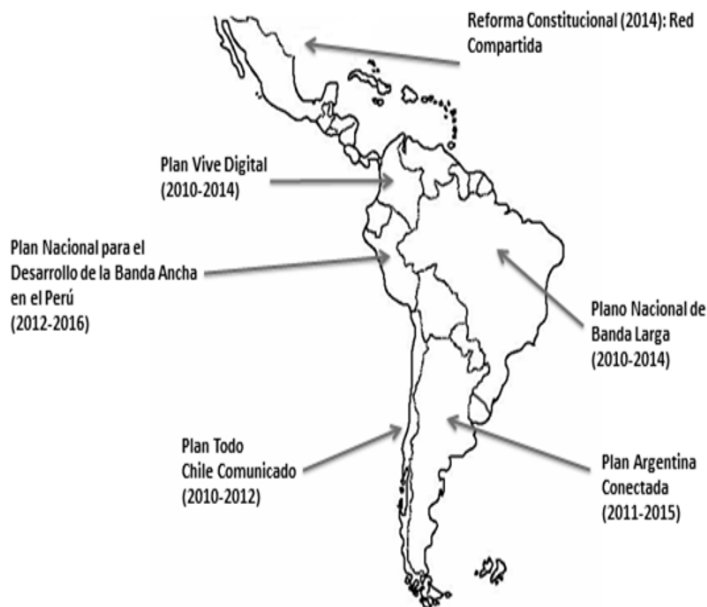 Reforma Constitucional (2014): Red
Compartida
Plan Vive Digital
(2010-2014)
Plan Nacional para el
Desarrollo de la Banda Ancha
en el Perú
(2012-2016)
Plano Nacional de
Banda Larga
(2010-2014)
Plan Todo
Chile Comunicado
(2010-2012)
Plan Argentina
Conectada
(2011-2015)